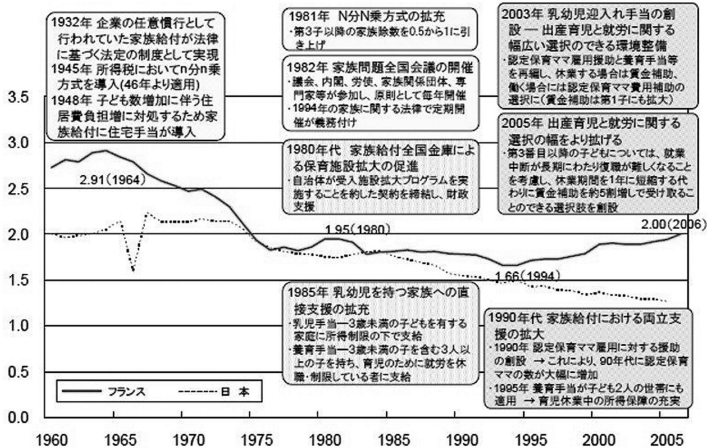 1932年 企業の任意慣行として
行われていた家族給付が法律
に基づく法定の制度として実現
1945年 所得税においてn分n乗
方式を導入(46年より適用)
1948年 子ども数増加に伴う住
居費負担増に対処するため家
族給付に住宅手当が導入
1981年 N分N乗方式の拡充
・第3子以降の家族除数を0.5から1に引
き上げ
1982年 家族問題全国会議の開催
・議会、内閣、労使、家族関係団体、専
門家等が参加し、原則として毎年開催
・1994年の家族に関する法律で定期開
催が義務付け
1980年代 家族給付全国金庫によ
る保育施設拡大の促進
・自治体が受入施設拡大プログラムを実
施することを約した契約を締結し、財政
支援
2003年 乳幼児迎入れ手当の創
設 ― 出産育児と就労に関する
幅広い選択のできる環境整備
・認定保育ママ雇用援助と養育手当等
を再編し、休業する場合は賃金補助、
働く場合には認定保育ママ費用補助の
選択に(賃金補助は第1子にも拡大)
2005年 出産育児と就労に関する
選択の幅をより拡げる
・第3番目以降の子どもについては、就業
中断が長期にわたり復職が難しくなること
を考慮し、休業期間を1年に短縮する代
わりに賃金補助を約5割増しで受け取るこ
とのできる選択肢を創設
3.5
3.0
2.5
2.0
1.5
1.0
0.5
0.0
2.91(1964)
1.95(1980)
1.66(1994)
2.00(2006)
1985年 乳幼児を持つ家族への直
接支援の拡充
・乳児手当―3歳未満の子どもを有する
家庭に所得制限の下で支給
・養育手当―3歳未満の子を含む3人以
上の子を持ち、育児のために就労を休
職・制限している者に支給
1990年代 家族給付における両立支
援の拡大
・1990年 認定保育ママ雇用に対する援助
の創設 → これにより、90年代に認定保育
ママの数が大幅に増加
・1995年 養育手当が子ども2人の世帯にも
適用 → 育児休業中の所得保障の充実
フランス
日本
1960
1965
1970
1975
1980
1985
1990
1995
2000
2005